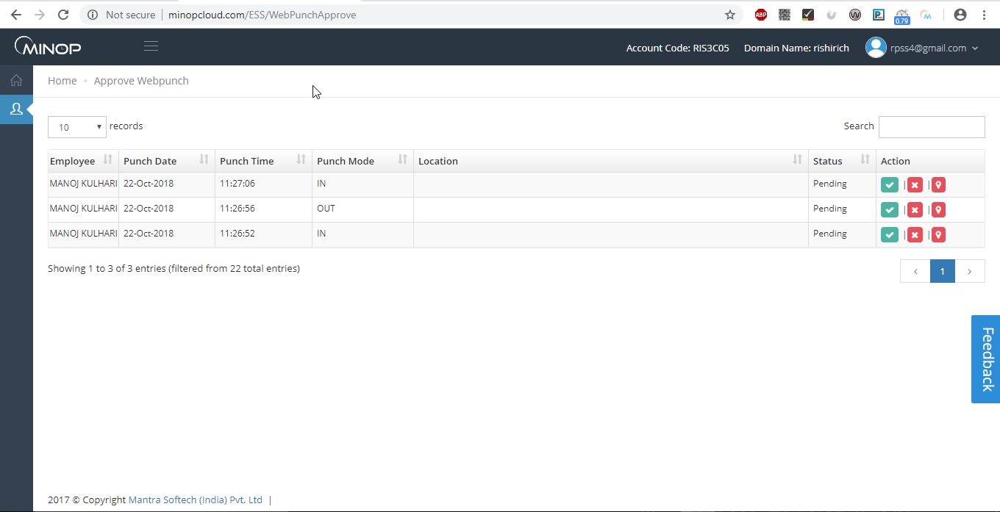 Not secure | minopcloud.com/ESS/WebPunchApprove
ABP
0.79
MINOP
Account Code: RIS3C05 Domain Name: rishirich rpss4@gmail.com
Home Approve Webpunch
10 records Search
Employee Punch Date Punch Time Punch Mode Location Status Action
MANOJ KULHARI 22-Oct-2018 11:27:06 IN Pending | |
MANOJ KULHARI 22-Oct-2018 11:26:56 OUT Pending | |
MANOJ KULHARI 22-Oct-2018 11:26:52 IN Pending | |
Showing 1 to 3 of 3 entries (filtered from 22 total entries) 1
Feedback
2017 © Copyright Mantra Softech (India) Pvt. Ltd |